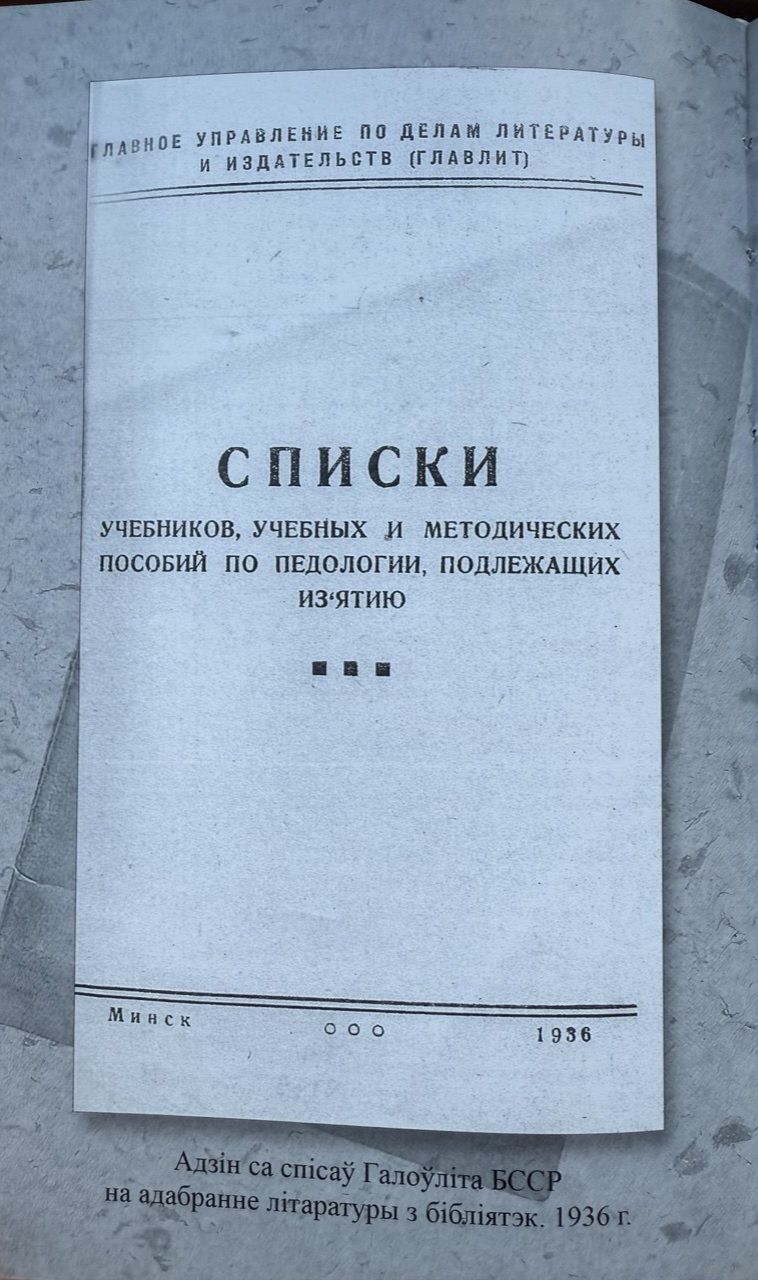 ГЛАВНОЕ УПРАВЛЕНИЕ ПО ДЕЛАМ ЛИТЕРАТУРЫ
И ИЗДАТЕЛЬСТВ (ГЛАВЛИТ)
СПИСКИ
УЧЕБНИКОВ, УЧЕБНЫХ И МЕТОДИЧЕСКИХ
ПОСОБИЙ ПО ПЕДОЛОГИИ, ПОДЛЕЖАЩИХ
ИЗ‘ЯТИЮ
Минск 1936
Адзін са спісаў Галоўліта БССР
на адабранне літаратуры з бібліятэк. 1936 г.